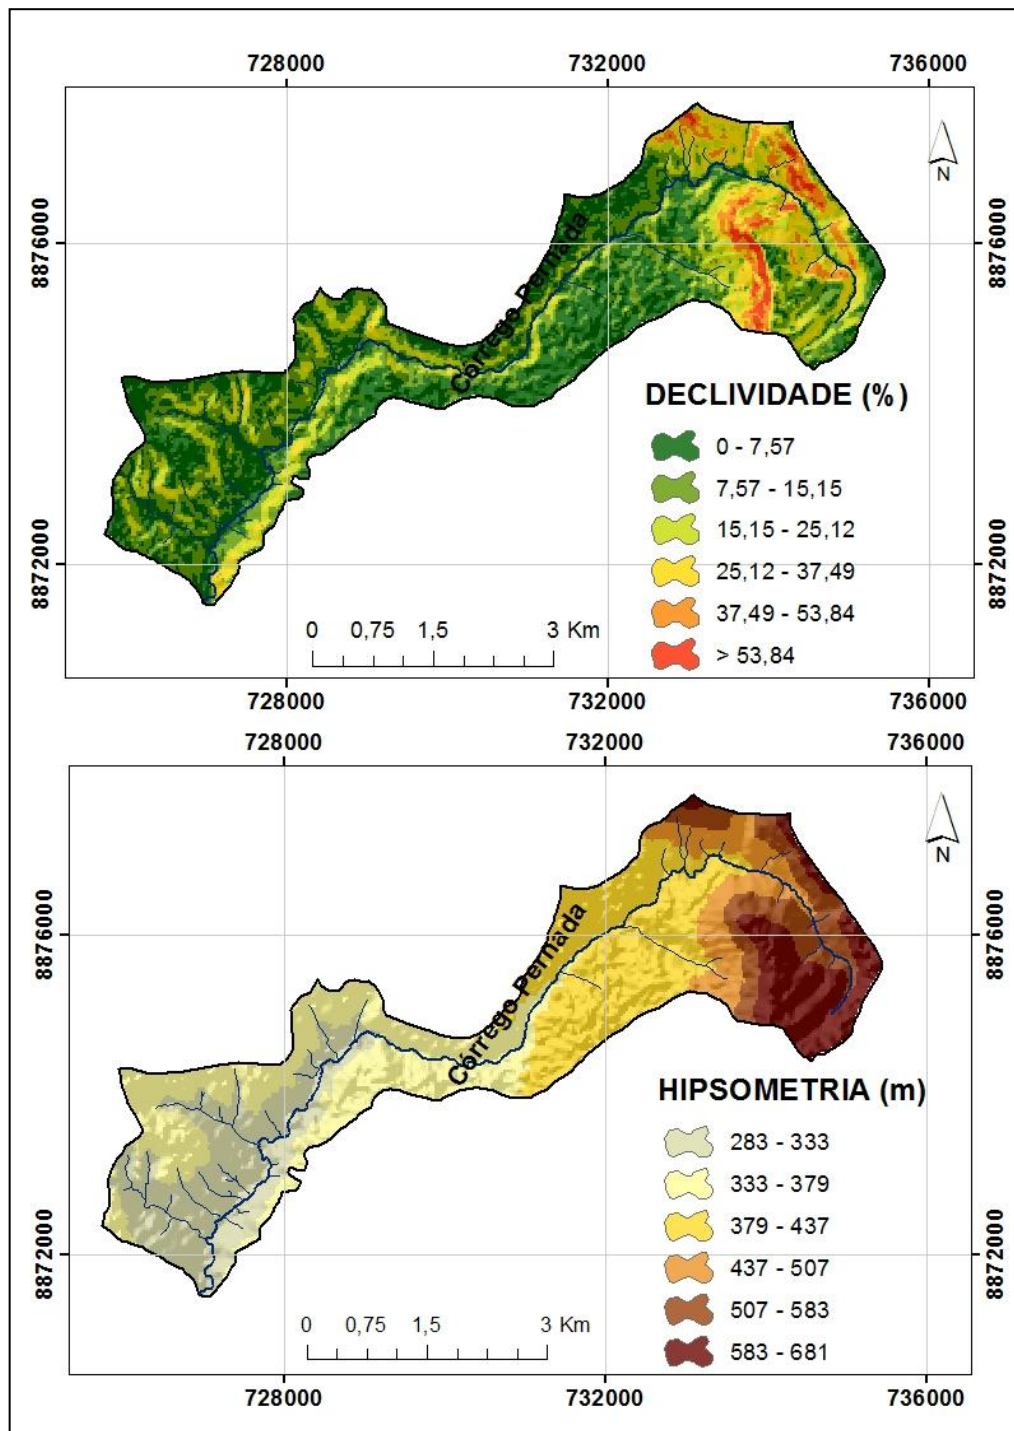 728000 732000 736000
N
8876000 8876000
Córrego Pernada
DECLIVIDADE (%)
0 - 7,57
7,57 - 15,15
15,15 - 25,12
25,12 - 37,49
37,49 - 53,84
> 53,84
8872000 8872000
0 0,75 1,5 3 Km
728000 732000 736000
728000 732000 736000
N
8876000 8876000
Córrego Pernada
HIPSOMETRIA (m)
283 - 333
333 - 379
379 - 437
437 - 507
507 - 583
583 - 681
8872000 8872000
0 0,75 1,5 3 Km
728000 732000 736000